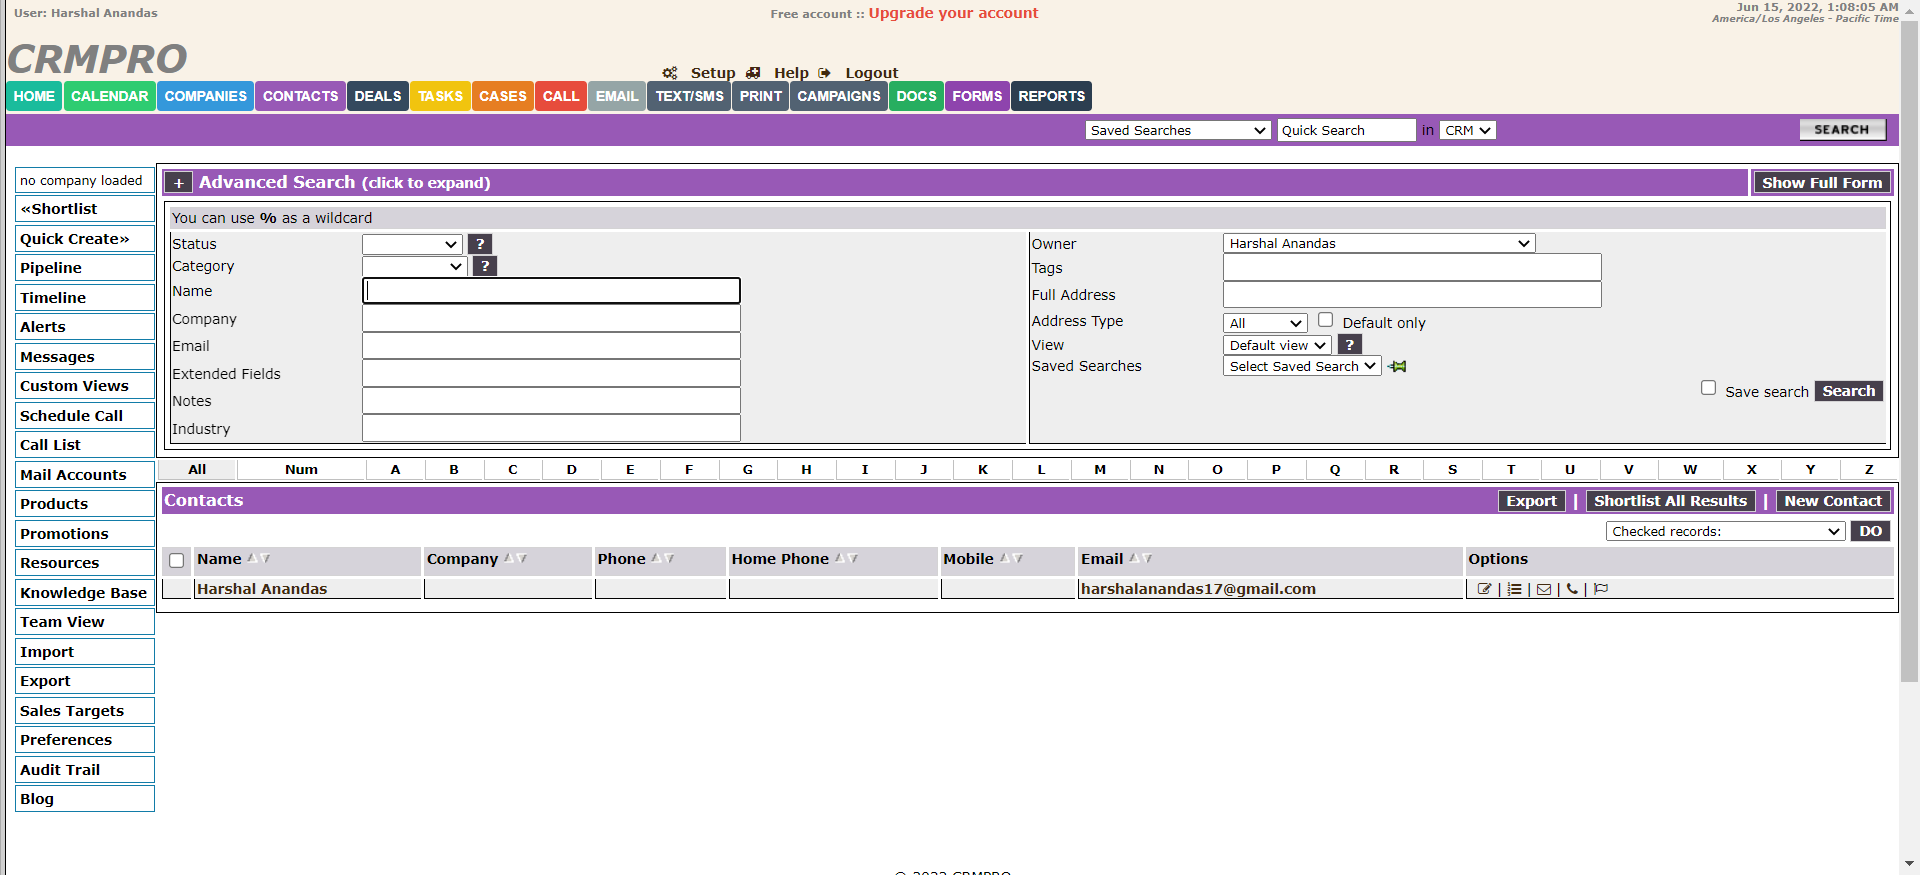 User: Harshal Anandas
Free account :: Upgrade your account
Jun 15, 2022, 1:08:05 AM
America/Los Angeles - Pacific Time
CRMPRO
Setup Help Logout
HOME CALENDAR COMPANIES CONTACTS DEALS TASKS CASES CALL EMAIL TEXT/SMS PRINT CAMPAIGNS DOCS FORMS REPORTS
Saved Searches Quick Search in CRM SEARCH
no company loaded
«Shortlist
Quick Create»
Pipeline
Timeline
Alerts
Messages
Custom Views
Schedule Call
Call List
Mail Accounts
Products
Promotions
Resources
Knowledge Base
Team View
Import
Export
Sales Targets
Preferences
Audit Trail
Blog
+ Advanced Search (click to expand) Show Full Form
You can use % as a wildcard
Status ?
Category ?
Name
Company
Email
Extended Fields
Notes
Industry
Owner Harshal Anandas
Tags
Full Address
Address Type All Default only
View Default view ?
Saved Searches Select Saved Search
Save search Search
All Num A B C D E F G H I J K L M N O P Q R S T U V W X Y Z
Contacts Export | Shortlist All Results | New Contact
Checked records: DO
Name Company Phone Home Phone Mobile Email Options
Harshal Anandas harshalanandas17@gmail.com | | | |
© 2022 CRMPRO